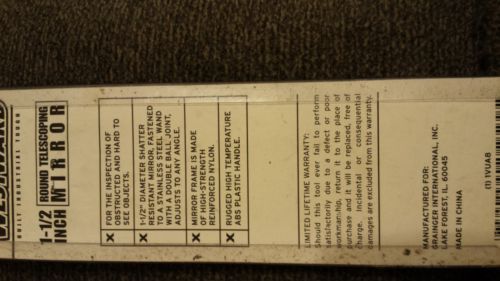 BUILT INDUSTRIAL TOUGH
1-1/2 ROUND TELESCOPING
INCH MIRROR
X FOR THE INSPECTION OF
OBSTRUCTED AND HARD TO
SEE OBJECTS.
X 1-1/2" DIAMETER SHATTER
RESISTANT MIRROR, FASTENED
TO A STAINLESS STEEL WAND
WITH A DOUBLE BALL JOINT,
ADJUSTS TO ANY ANGLE.
X MIRROR FRAME IS MADE
OF HIGH-STRENGTH
REINFORCED NYLON.
X RUGGED HIGH TEMPERATURE
ABS PLASTIC HANDLE.
LIMITED LIFETIME WARRANTY:
Should this tool ever fail to perform
satisfactorily due to a defect or poor
workmanship, return it to the place of
purchase and it will be replaced, free of
charge. Incidental or consequential
damages are excluded from this warranty.
MANUFACTURED FOR:
GRAINGER INTERNATIONAL, INC.
LAKE FOREST, IL 60045
MADE IN CHINA
(1) 1VUAB